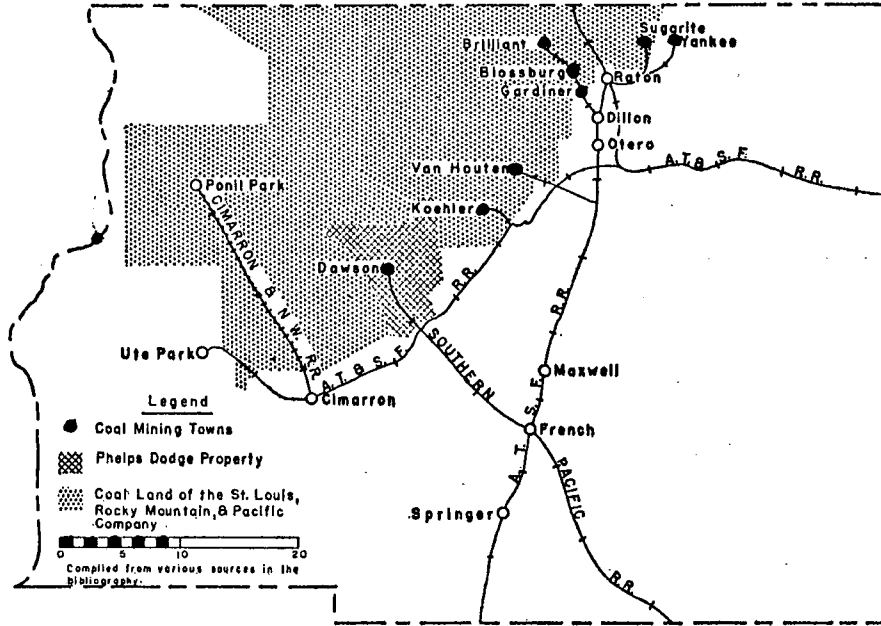 Sugarite
Brilliant
Yankee
Blossburg
Raton
Gardiner
Dillon
Otero
A.T.& S.F. R.R.
Van Houten
Ponil Park
Koehler
CIMARRON & N.W. R.R.
Dawson
R.R.
R.R.
SOUTHERN
Ute Park
A.T.& S.F.
Maxwell
Cimarron
French
A.T. S.F.
PACIFIC
Springer
R.R.
Legend
Coal Mining Towns
Phelps Dodge Property
Coal Land of the St. Louis,
Rocky Mountain, & Pacific
Company
0 5 10 20
Compiled from various sources in the
bibliography.